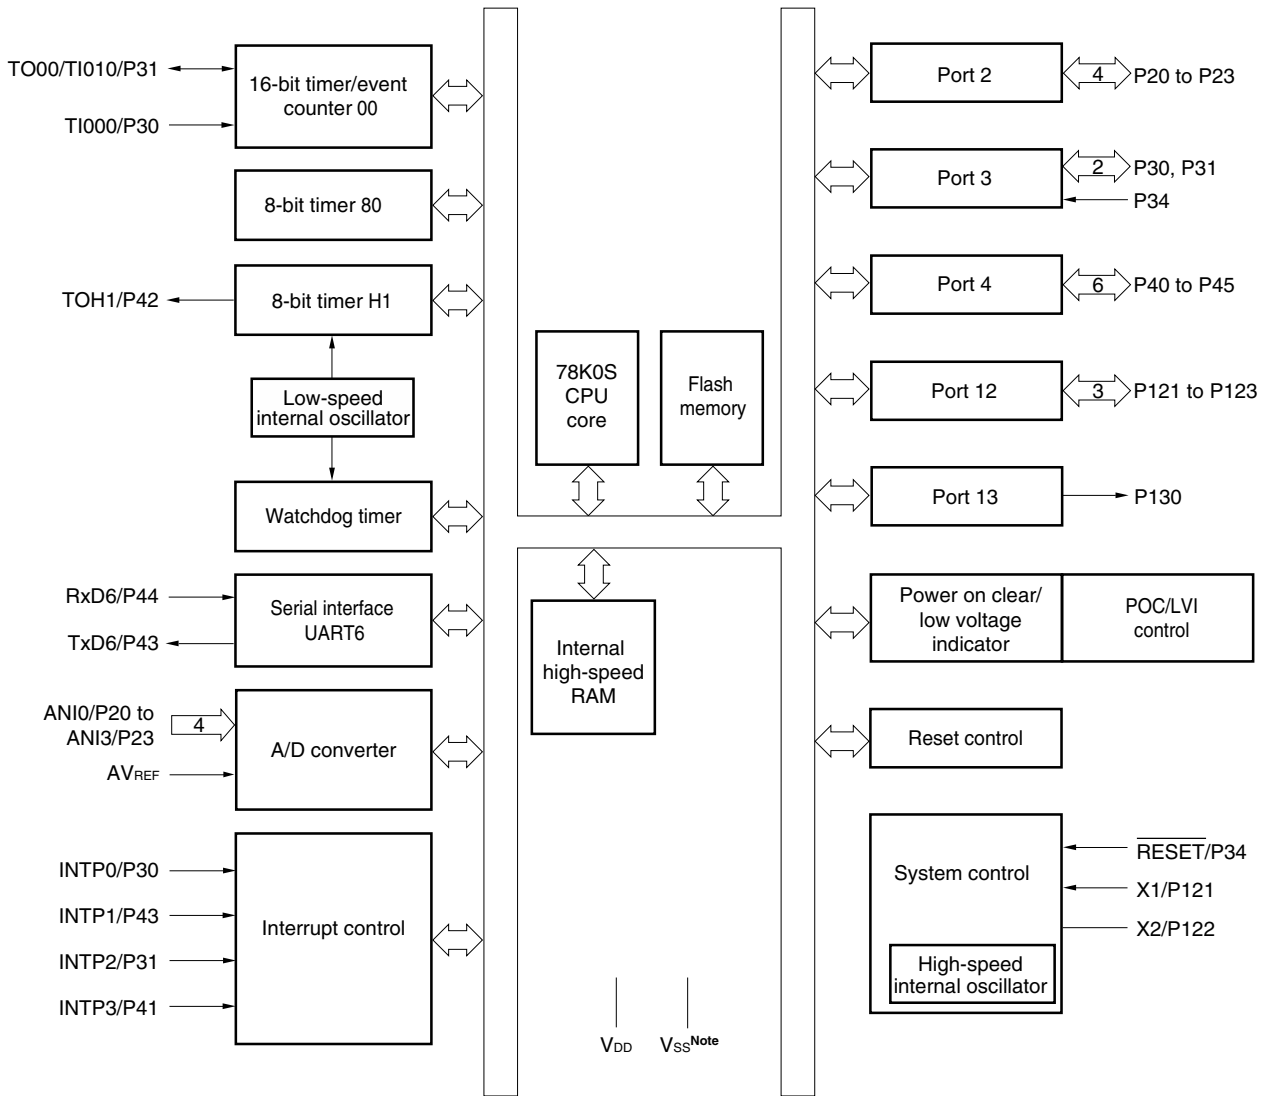 TO00/TI010/P31
TI000/P30
16-bit timer/event
counter 00
8-bit timer 80
TOH1/P42
8-bit timer H1
Low-speed
internal oscillator
Watchdog timer
RxD6/P44
TxD6/P43
Serial interface
UART6
ANI0/P20 to
ANI3/P23
4
AVREF
A/D converter
INTP0/P30
INTP1/P43
INTP2/P31
INTP3/P41
Interrupt control
78K0S
CPU
core
Flash
memory
Internal
high-speed
RAM
VDD
VSSNote
Port 2
4
P20 to P23
Port 3
2
P30, P31
P34
Port 4
6
P40 to P45
Port 12
3
P121 to P123
Port 13
P130
Power on clear/
low voltage
indicator
POC/LVI
control
Reset control
System control
RESET/P34
X1/P121
X2/P122
High-speed
internal oscillator